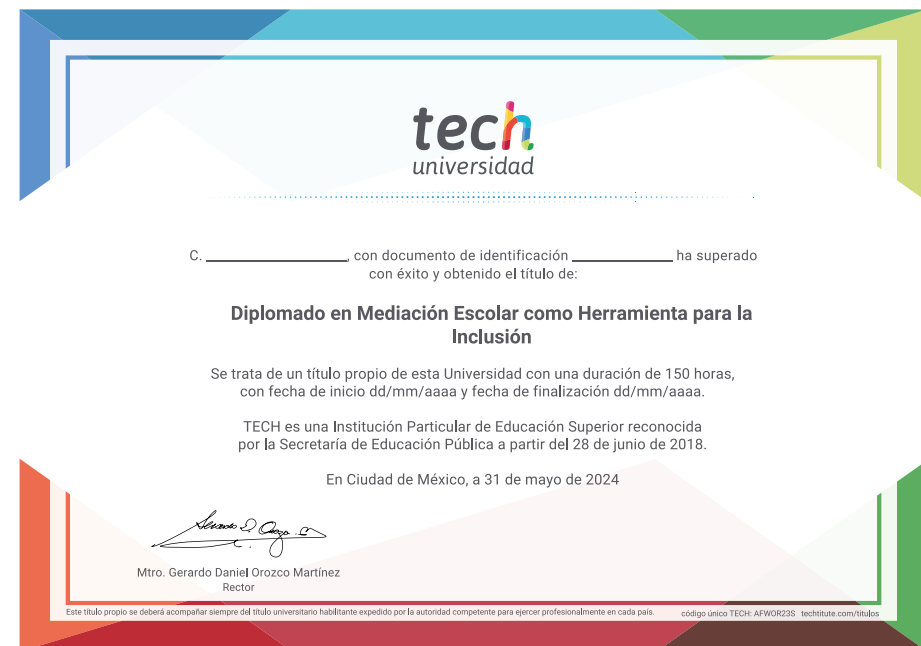 tech
universidad
C. ____________, con documento de identificación ____________ ha superado
con éxito y obtenido el título de:
Diplomado en Mediación Escolar como Herramienta para la
Inclusión
Se trata de un título propio de esta Universidad con una duración de 150 horas,
con fecha de inicio dd/mm/aaaa y fecha de finalización dd/mm/aaaa.
TECH es una Institución Particular de Educación Superior reconocida
por la Secretaría de Educación Pública a partir del 28 de junio de 2018.
En Ciudad de México, a 31 de mayo de 2024
Mtro. Gerardo Daniel Orozco Martínez
Rector
Este título propio se deberá acompañar siempre del título universitario habilitante expedido por la autoridad competente para ejercer profesionalmente en cada país. código único TECH: AFWOR23S techtitute.com/titulos